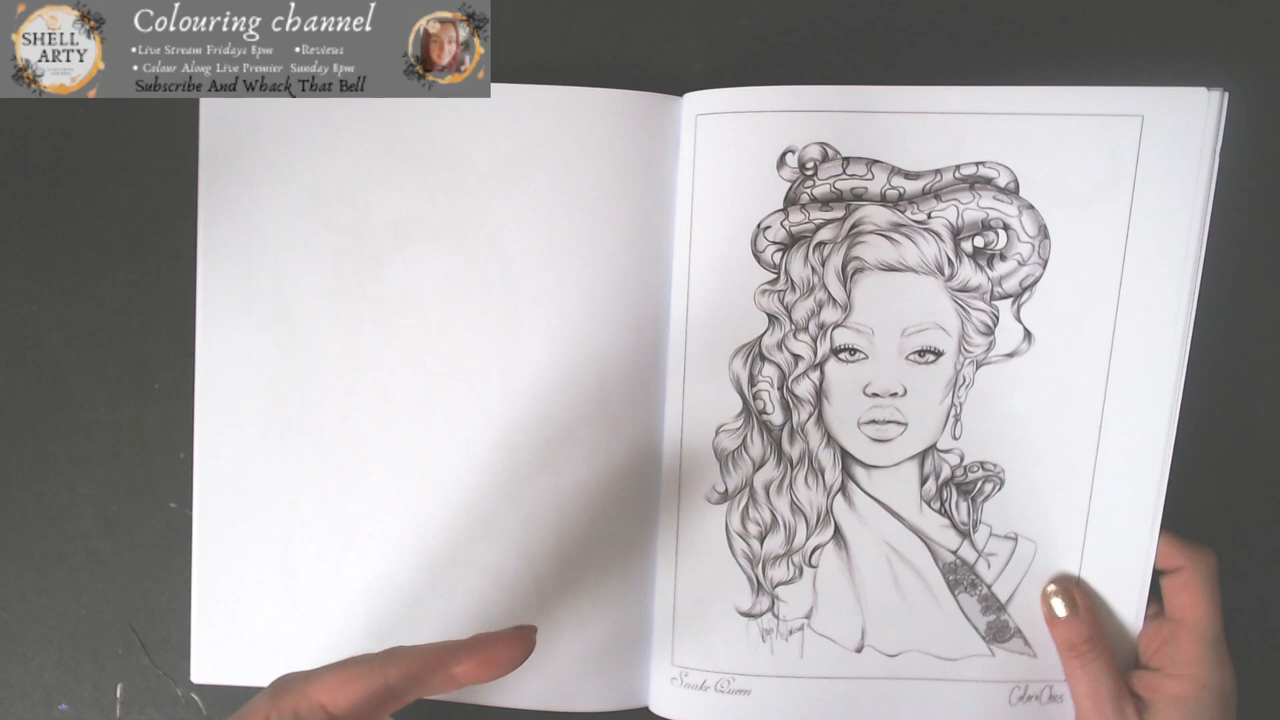 SHELL
ARTY
Colouring channel
•Live Stream Fridays 8pm •Reviews
• Colour Along Live Premier Sunday 8pm
Subscribe And Whack That Bell
Snake Queen